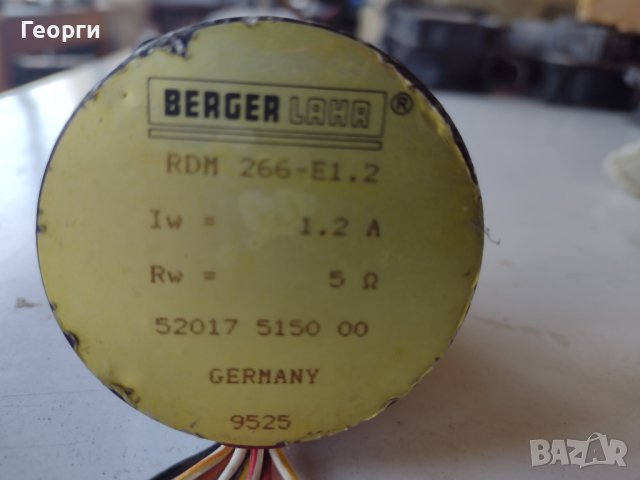 Георги
BERGER LAHR ®
RDM 266-E1.2
Iw = 1.2 A
Rw = 5 Ω
52017 5150 00
GERMANY
9525
BAZAR